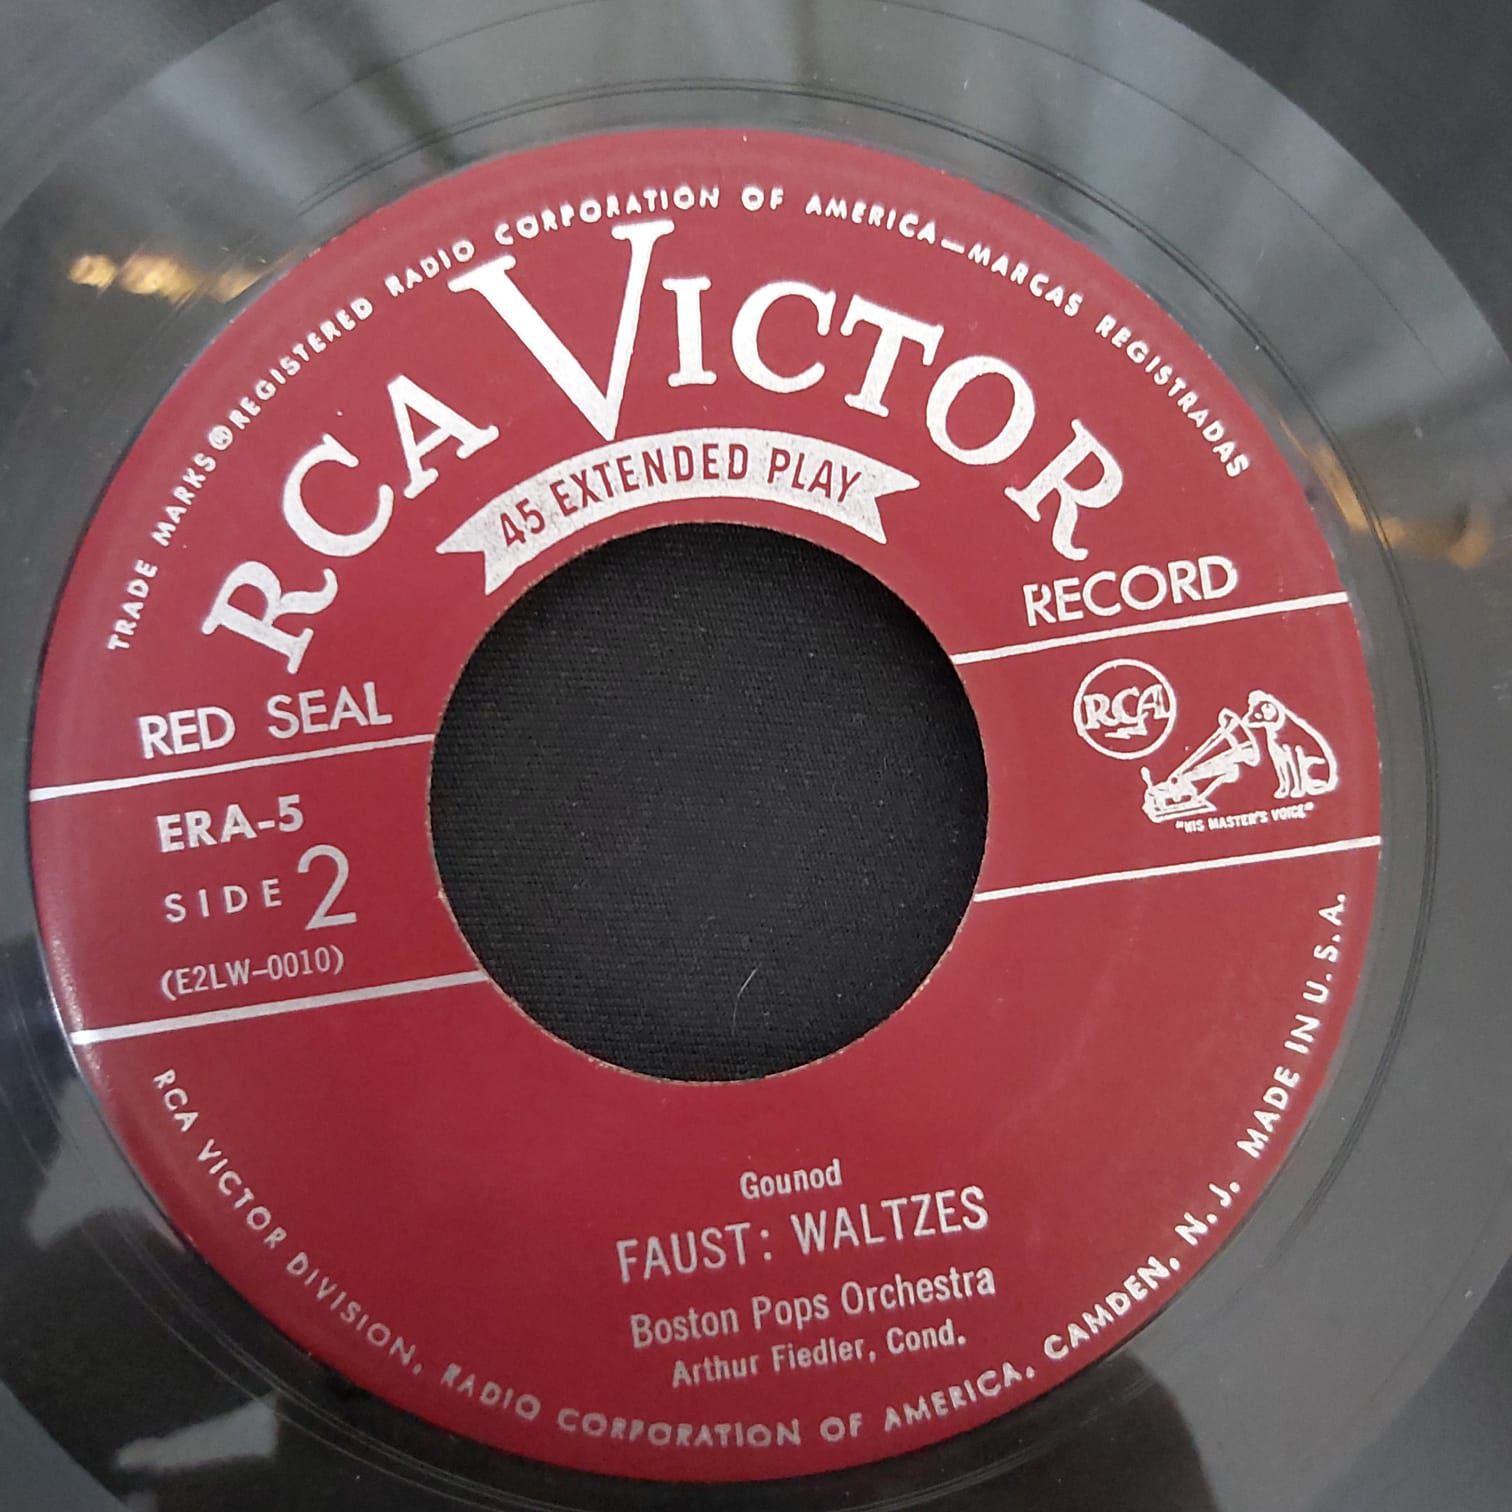 TRADE MARKS ® REGISTERED RADIO CORPORATION OF AMERICA—MARCAS REGISTRADAS
RCA VICTOR
45 EXTENDED PLAY
RED SEAL
RECORD
ERA-5
SIDE 2
(E2LW-0010)
RCA
"HIS MASTER'S VOICE"
Gounod
FAUST: WALTZES
Boston Pops Orchestra
Arthur Fiedler, Cond.
RCA VICTOR DIVISION, RADIO CORPORATION OF AMERICA, CAMDEN, N. J. MADE IN U. S. A.